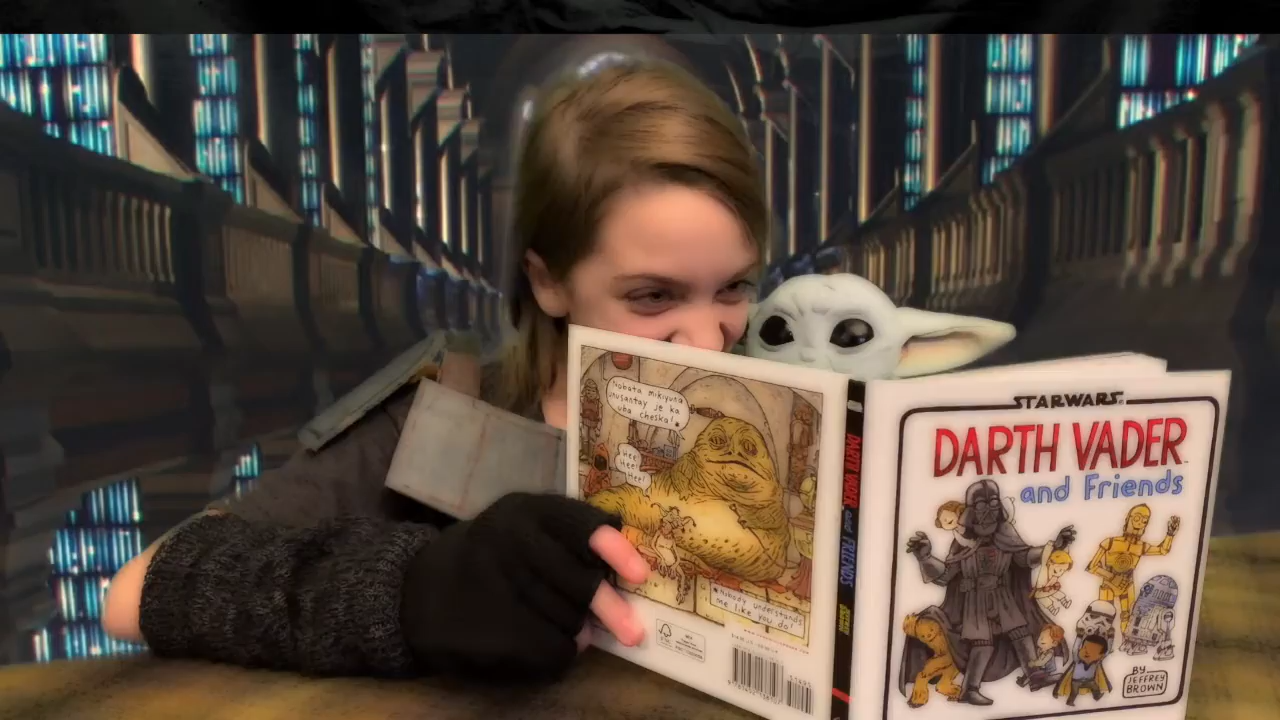 Nobata mikiyuna
unusantay je ka
uba cheska!*
Hee
Hee!
Hee!
*Nobody understands
me like you do!
DARTH VADER and FRIENDS
STAR WARS
DARTH VADER
and Friends
BY
JEFFREY
BROWN